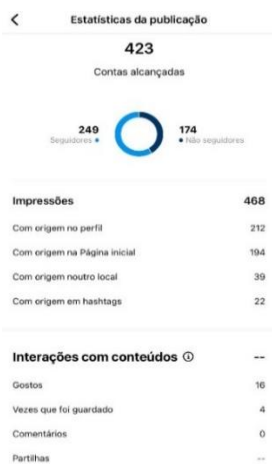 Estatísticas da publicação
423
Contas alcançadas
249 174
Seguidores Não seguidores
Impressões 468
Com origem no perfil 212
Com origem na Página inicial 194
Com origem noutro local 39
Com origem em hashtags 22
Interações com conteúdos --
Gostos 16
Vezes que foi guardado 4
Comentários 0
Partilhas --